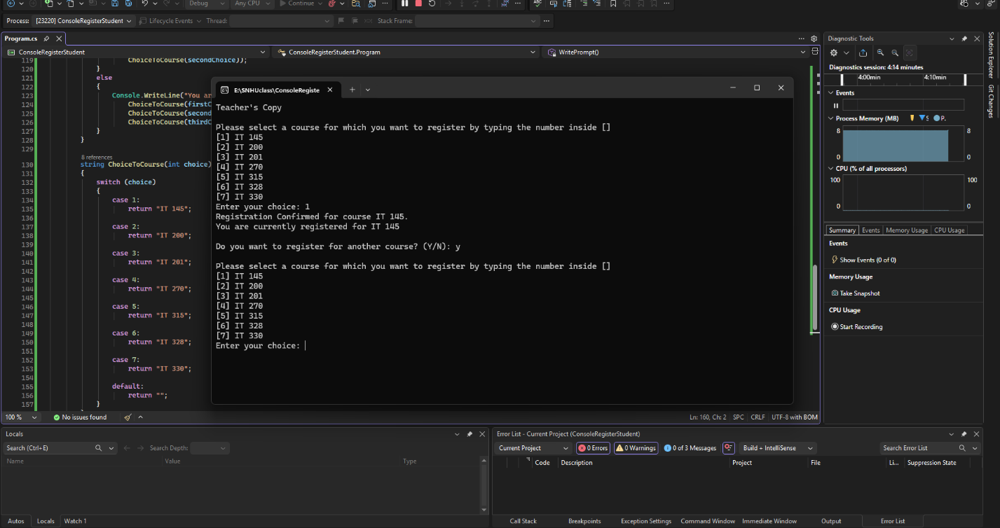 Debug Any CPU Continue
Process: [23220] ConsoleRegisterStudent Lifecycle Events Thread: Stack Frame:
Program.cs
ConsoleRegisterStudent ConsoleRegisterStudent.Program WritePrompt()
119 ChoiceToCourse(secondChoice));
120 }
121 else
122 {
123 Console.WriteLine("You ar
124 ChoiceToCourse(firstC
125 ChoiceToCourse(second
126 ChoiceToCourse(thirdC
127 }
128 }
129
8 references
130 string ChoiceToCourse(int choice)
131 {
132 switch (choice)
133 {
134 case 1:
135 return "IT 145";
136
137 case 2:
138 return "IT 200";
139
140 case 3:
141 return "IT 201";
142
143 case 4:
144 return "IT 270";
145
146 case 5:
147 return "IT 315";
148
149 case 6:
150 return "IT 328";
151
152 case 7:
153 return "IT 330";
154
155 default:
156 return "";
157 }
E:\SNHUclass\ConsoleRegiste
Teacher's Copy
Please select a course for which you want to register by typing the number inside []
[1] IT 145
[2] IT 200
[3] IT 201
[4] IT 270
[5] IT 315
[6] IT 328
[7] IT 330
Enter your choice: 1
Registration Confirmed for course IT 145.
You are currently registered for IT 145
Do you want to register for another course? (Y/N): y
Please select a course for which you want to register by typing the number inside []
[1] IT 145
[2] IT 200
[3] IT 201
[4] IT 270
[5] IT 315
[6] IT 328
[7] IT 330
Enter your choice:
100 % No issues found Ln: 160, Ch: 2 SPC CRLF UTF-8 with BOM
Diagnostic Tools
Diagnostics session: 4:14 minutes
4:00min 4:10min
Events
Process Memory (MB) S P.
8 8
0 0
CPU (% of all processors)
100 100
0 0
Summary Events Memory Usage CPU Usage
Events
Show Events (0 of 0)
Memory Usage
Take Snapshot
CPU Usage
Start Recording
Solution Explorer
Git Changes
Locals
Search (Ctrl+E) Search Depth:
Name Value Type
Autos Locals Watch 1
Error List - Current Project (ConsoleRegisterStudent)
Current Project 0 Errors 0 Warnings 0 of 3 Messages Build + IntelliSense Search Error List
Code Description Project File Li... Suppression State
Call Stack Breakpoints Exception Settings Command Window Immediate Window Output Error List